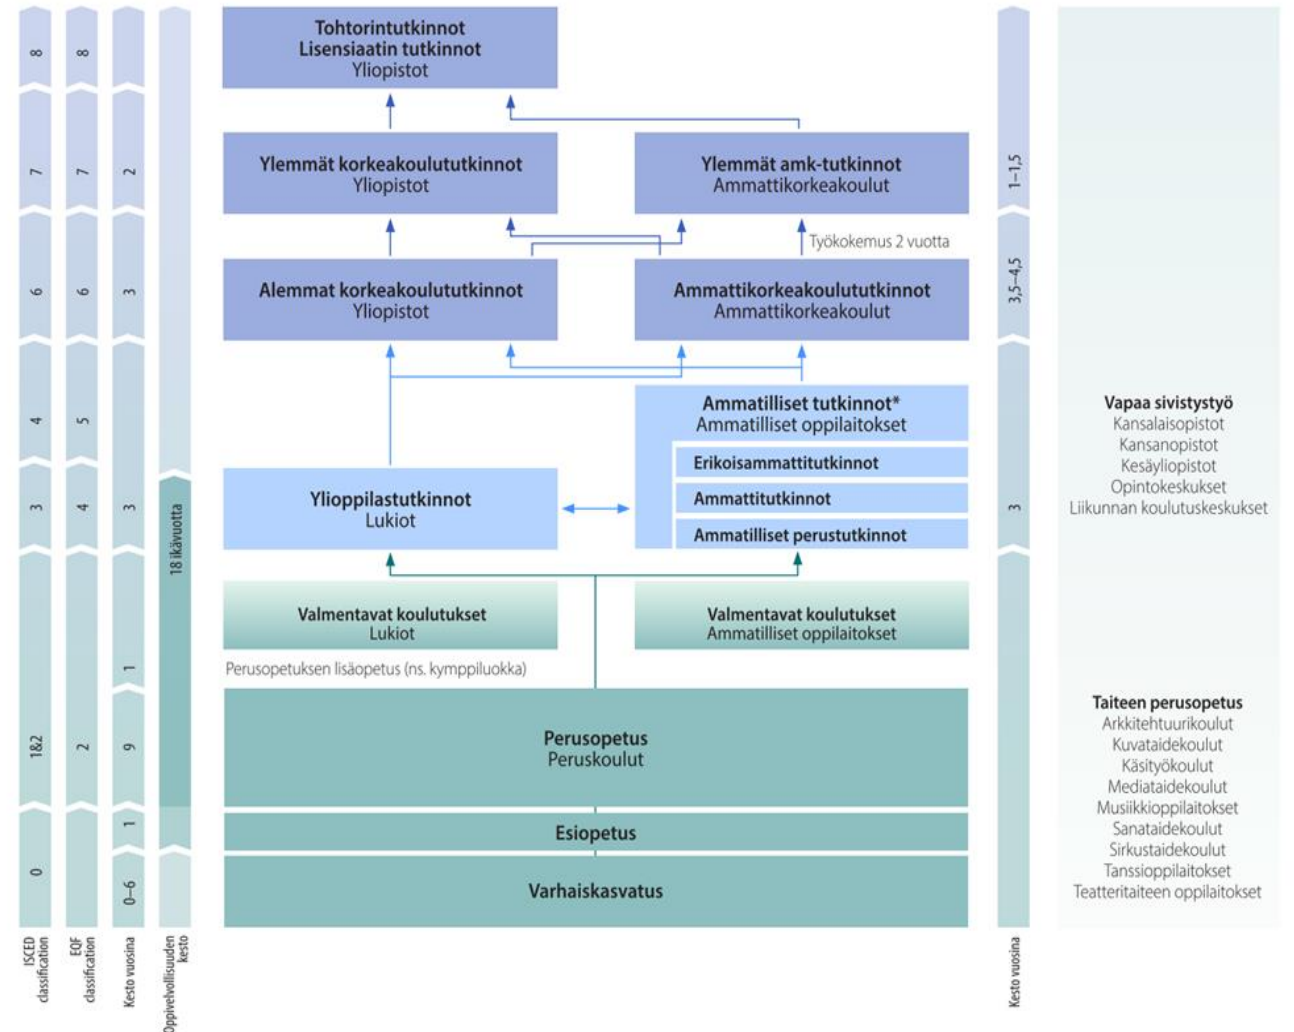 Tohtorintutkinnot
Lisensiaatin tutkinnot
Yliopistot
8
8
Ylemmät korkeakoulututkinnot
Yliopistot
Ylemmät amk-tutkinnot
Ammattikorkeakoulut
7
7
2
1–1,5
Työkokemus 2 vuotta
Alemmat korkeakoulututkinnot
Yliopistot
Ammattikorkeakoulututkinnot
Ammattikorkeakoulut
6
6
3
3,5–4,5
Ammatilliset tutkinnot*
Ammatilliset oppilaitokset
4
5
Erikoisammattitutkinnot
Ammattitutkinnot
Ammatilliset perustutkinnot
Ylioppilastutkinnot
Lukiot
3
4
3
18 ikävuotta
3
Valmentavat koulutukset
Lukiot
Valmentavat koulutukset
Ammatilliset oppilaitokset
Perusopetuksen lisäopetus (ns. kymppiluokka)
1
Perusopetus
Peruskoulut
1&2
2
9
Esiopetus
1
Varhaiskasvatus
0
0–6
ISCED
classification
EQF
classification
Kesto vuosina
Oppivelvollisuuden
kesto
Kesto vuosina
Vapaa sivistystyö
Kansalaisopistot
Kansanopistot
Kesäyliopistot
Opintokeskukset
Liikunnan koulutuskeskukset
Taiteen perusopetus
Arkkitehtuurikoulut
Kuvataidekoulut
Käsityökoulut
Mediataidekoulut
Musiikkioppilaitokset
Sanataidekoulut
Sirkustaidekoulut
Tanssioppilaitokset
Teatteritaiteen oppilaitokset